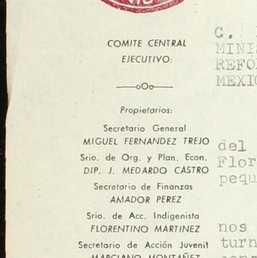 C.
MINI
REFO
MEXIC
COMITE CENTRAL
EJECUTIVO:
Propietarios:
Secretario General
MIGUEL FERNANDEZ TREJO
Srio. de Org. y Plan. Econ.
DIP. J. MEDARDO CASTRO
Secretario de Finanzas
AMADOR PEREZ
Srio. de Acc. Indigenista
FLORENTINO MARTINEZ
Secretario de Acción Juvenil
MARCIANO MONTAÑEZ
del
Flor
pequ
nos
turn